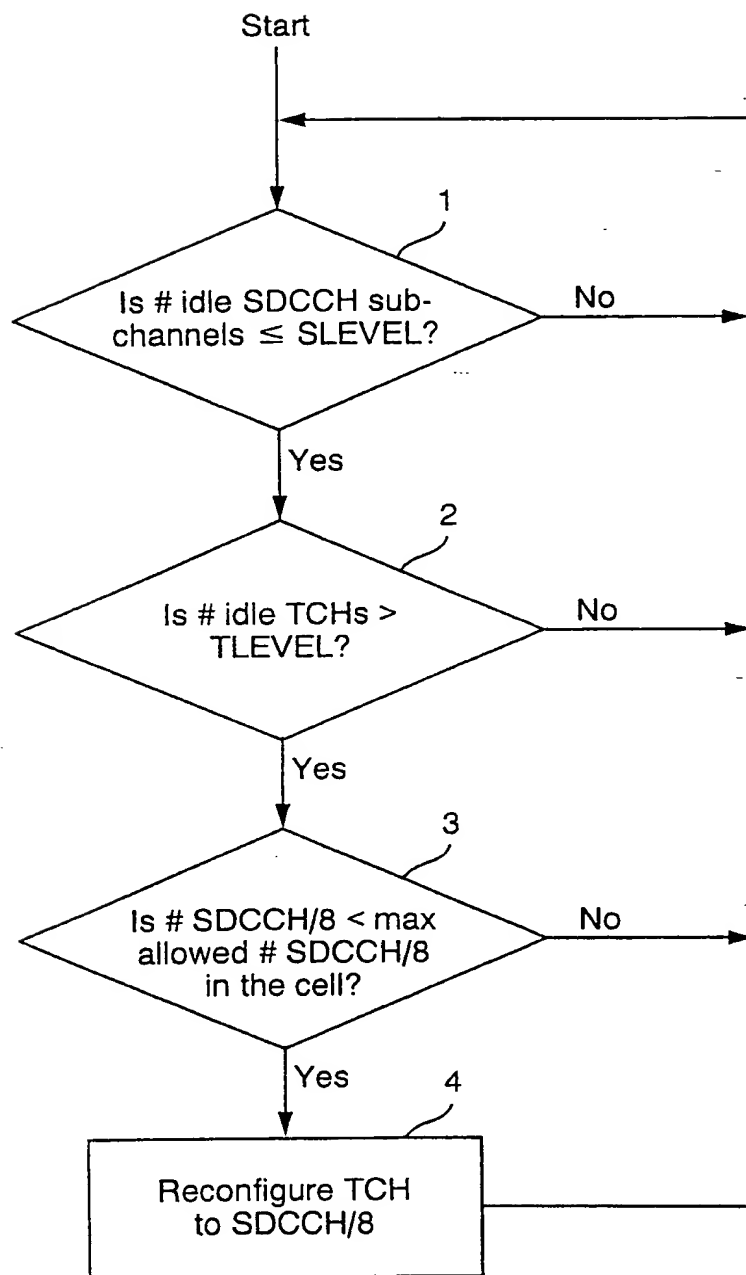 Start
1
Is # idle SDCCH sub-
channels ≤ SLEVEL?
No
Yes
2
Is # idle TCHs >
TLEVEL?
No
Yes
3
Is # SDCCH/8 < max
allowed # SDCCH/8
in the cell?
No
Yes
4
Reconfigure TCH
to SDCCH/8